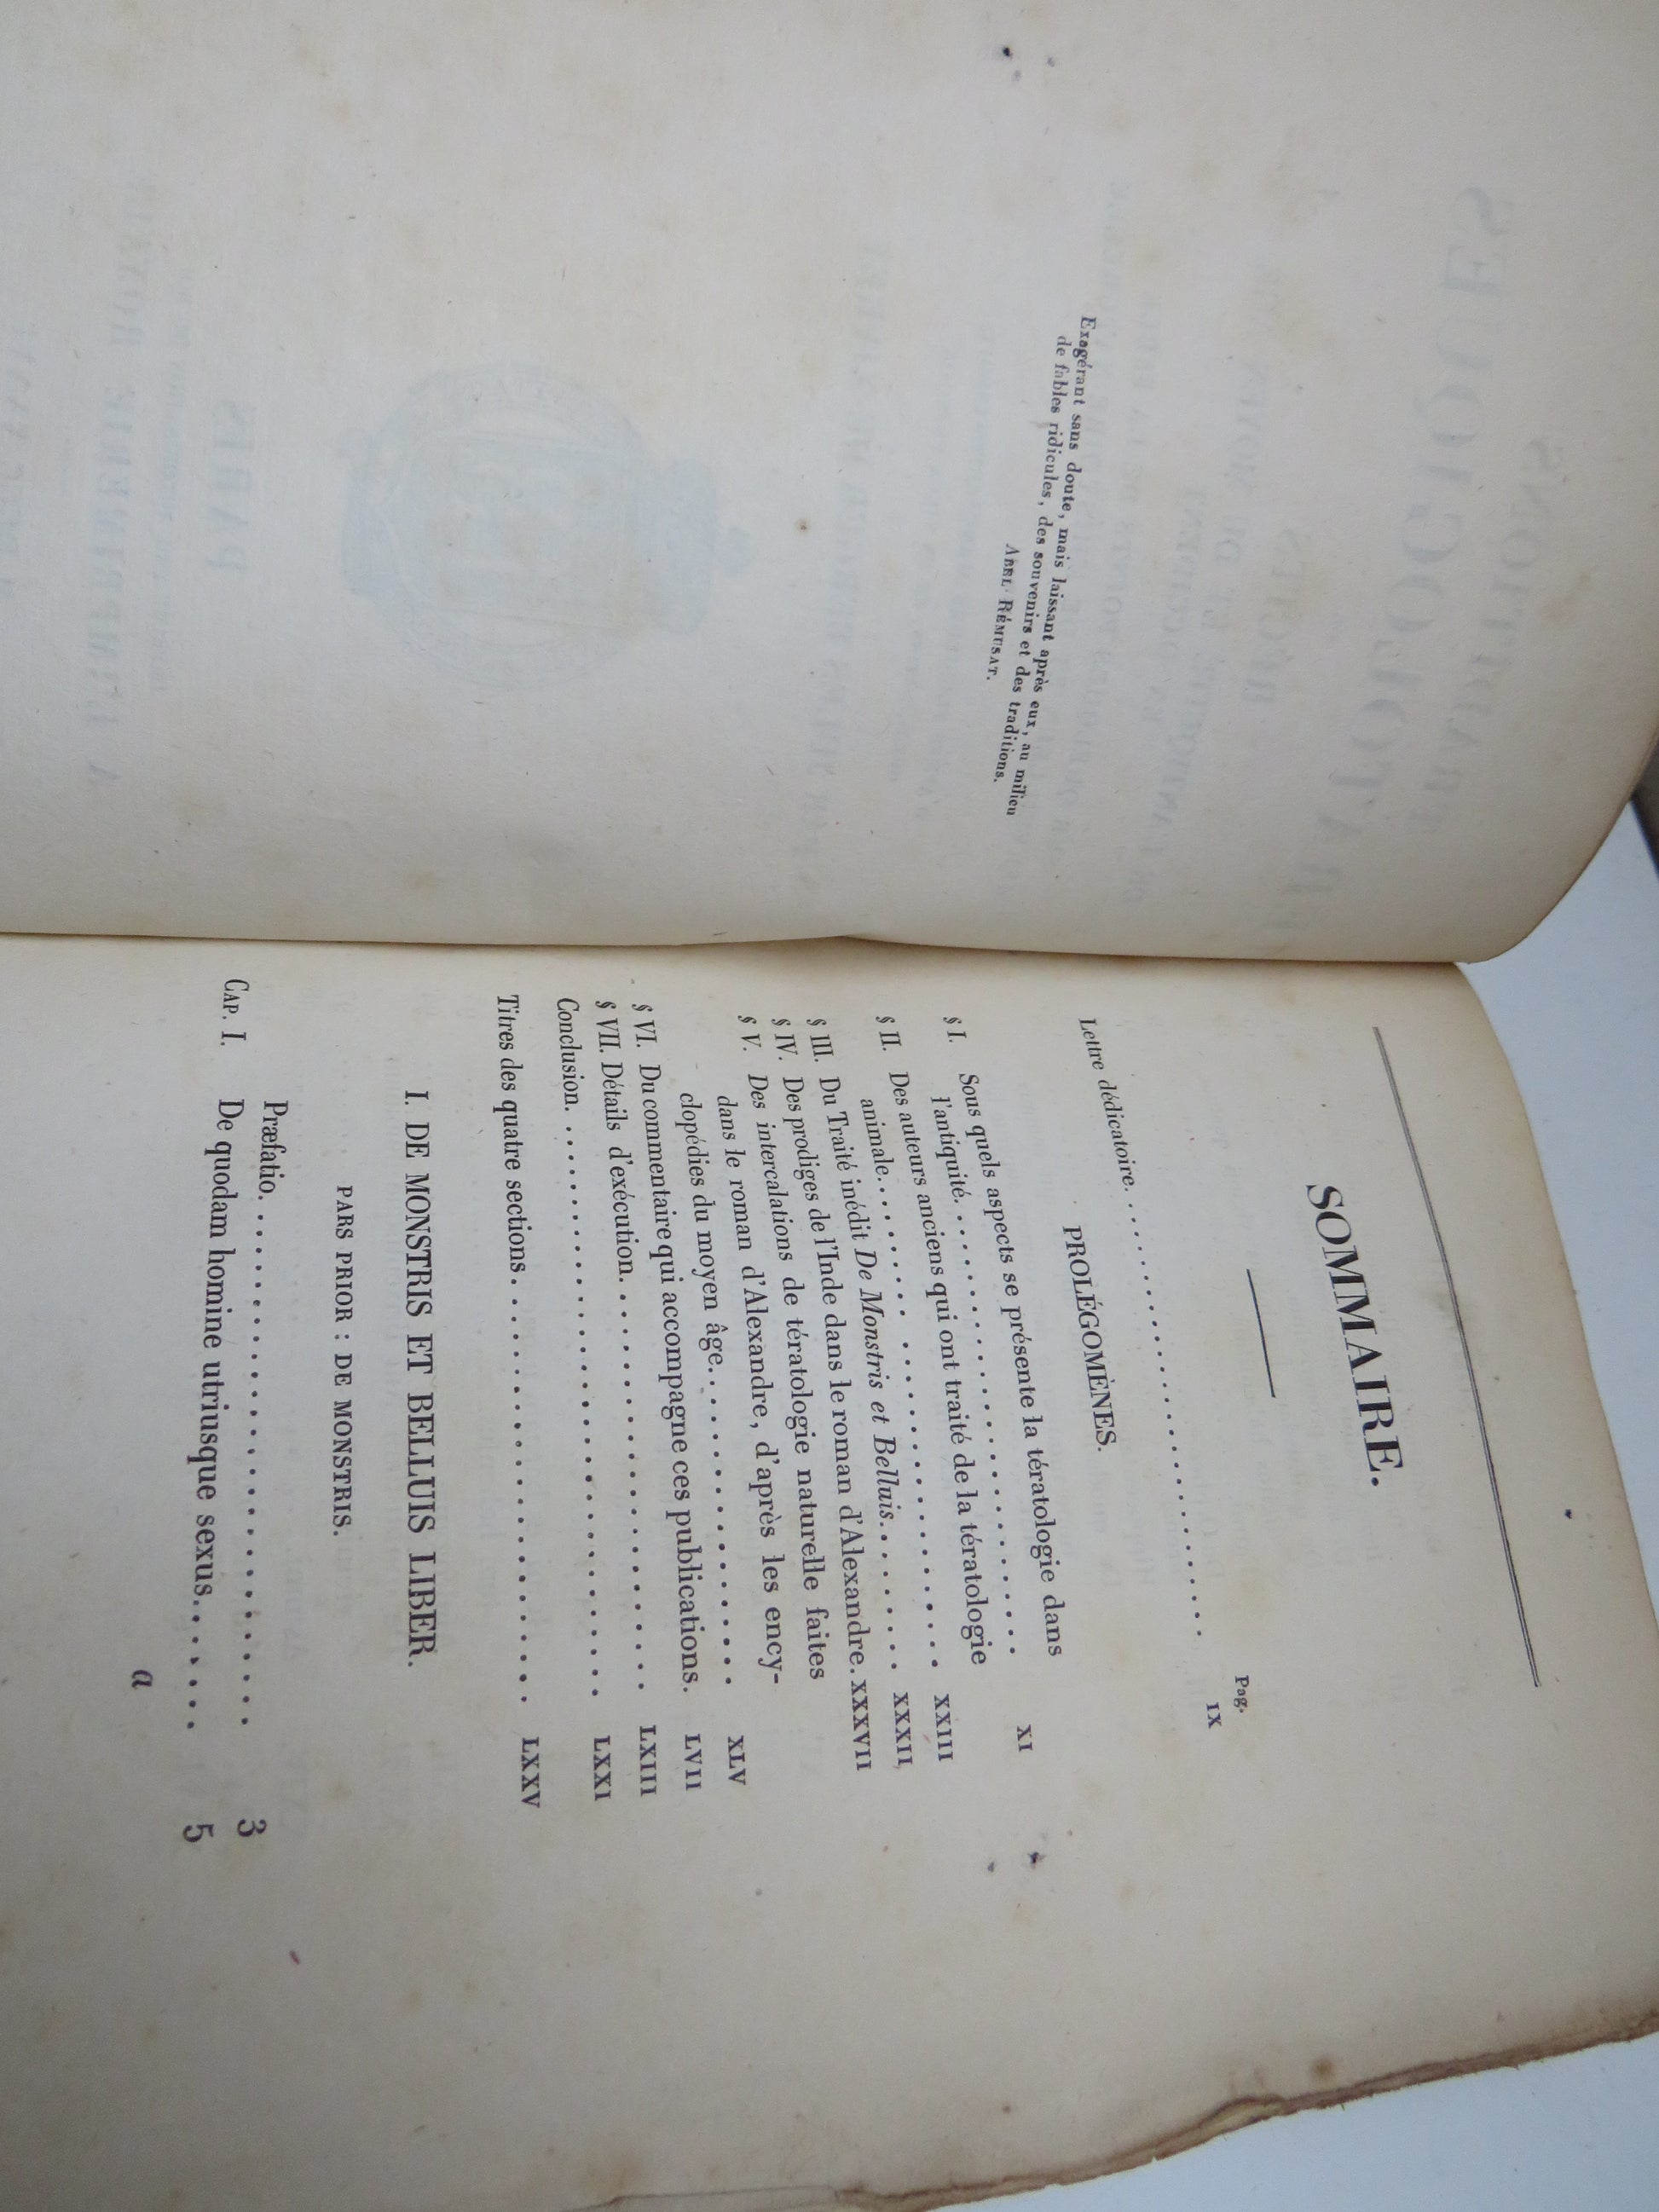 Exagérant sans doute, mais laissant après eux, au milieu
de fables ridicules, des souvenirs et des traditions.
ABEL-RÉMUSAT.
SOMMAIRE.
Pag.
Lettre dédicatoire. IX
PROLÉGOMÈNES.
§ I. Sous quels aspects se présente la tératologie dans
l'antiquité. XI
§ II. Des auteurs anciens qui ont traité de la tératologie
animale. XXIII
§ III. Du Traité inédit De Monstris et Belluis. XXXII
§ IV. Des prodiges de l'Inde dans le roman d'Alexandre. XXXVII
§ V. Des intercalations de tératologie naturelle faites
dans le roman d'Alexandre, d'après les ency-
clopédies du moyen âge. XLV
§ VI. Du commentaire qui accompagne ces publications. LVII
§ VII. Détails d'exécution. LXIII
Conclusion. LXXI
Titres des quatre sections. LXXV
I. DE MONSTRIS ET BELLUIS LIBER.
PARS PRIOR : DE MONSTRIS.
Præfatio. 3
CAP. I. De quodam homine utriusque sexus. 5
a